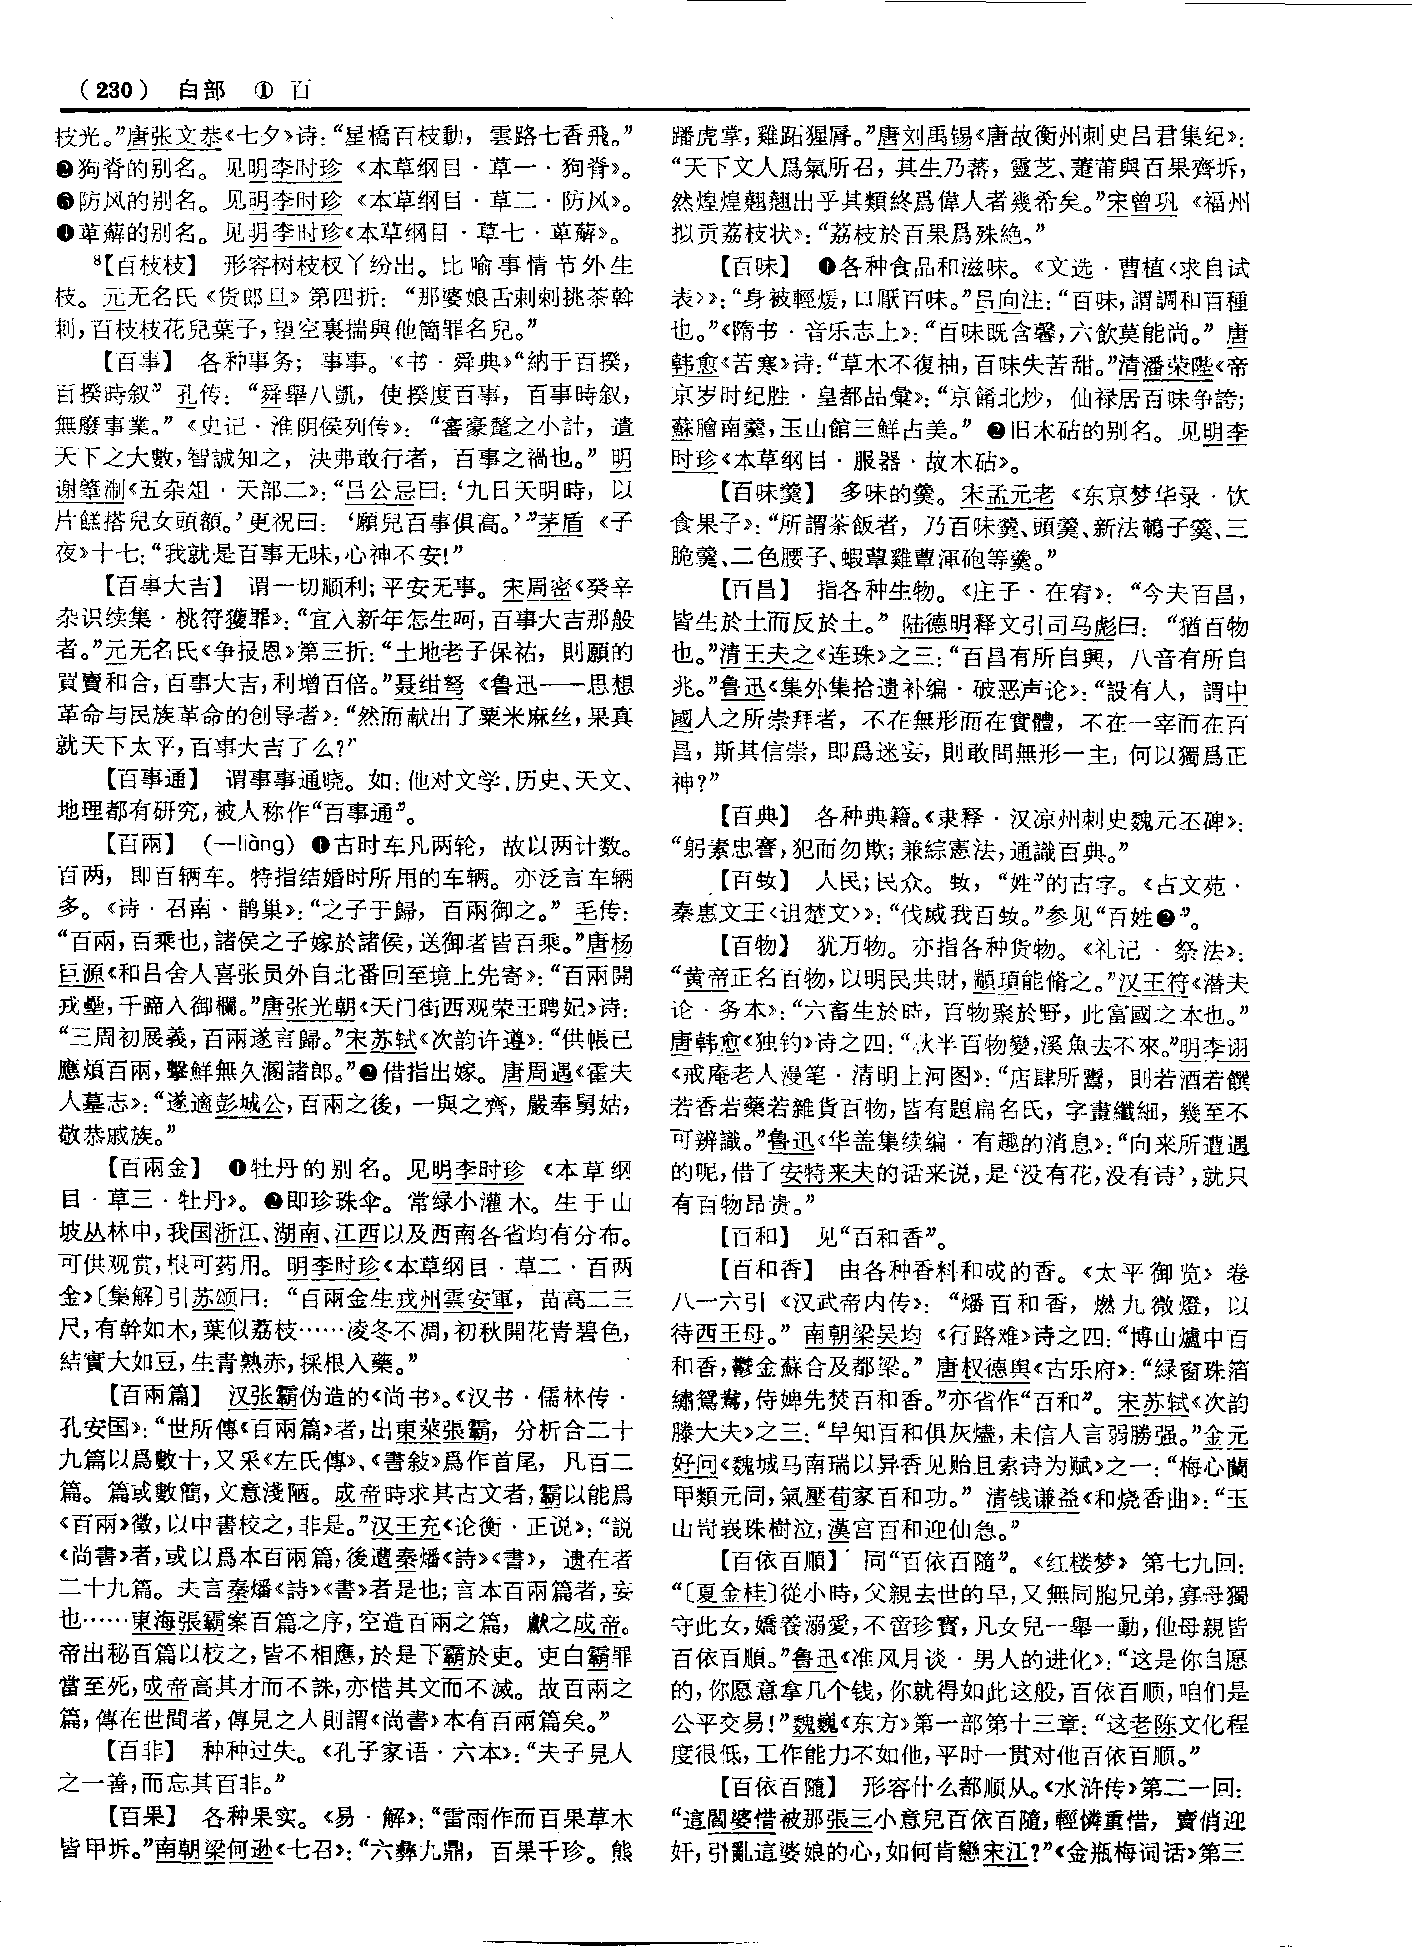 （230） 白部 ① 百
枝光。”唐张文恭《七夕》诗：“星橋百枝動，雲路七香飛。”
❷狗脊的别名。见明李时珍《本草纲目·草一·狗脊》。
❸防风的别名。见明李时珍《本草纲目·草二·防风》。
❹萆薢的别名。见明李时珍《本草纲目·草七·萆薢》。
⁸【百枝枝】 形容树枝杈丫纷出。比喻事情节外生
枝。元无名氏《货郎旦》第四折：“那婆娘舌刺刺挑茶斡
刺，百枝枝花兒葉子，望空裏揣與他箇罪名兒。”
【百事】 各种事务；事事。《书·舜典》“納于百揆，
百揆時叙” 孔传：“舜舉八凱，使揆度百事，百事時叙，
無廢事業。”《史记·淮阴侯列传》：“審豪氂之小計，遺
天下之大數，智誠知之，決弗敢行者，百事之禍也。”明
谢肇淛《五杂俎·天部二》：“吕公忌曰：‘九日天明時，以
片餻搭兒女頭額。’更祝曰：‘願兒百事俱高。’”茅盾《子
夜》十七：“我就是百事无味，心神不安！”
【百事大吉】 谓一切顺利；平安无事。宋周密《癸辛
杂识续集·桃符獲罪》：“宜入新年怎生呵，百事大吉那般
者。”元无名氏《争报恩》第三折：“土地老子保祐，則願的
買賣和合，百事大吉，利增百倍。”聂绀弩《鲁迅——思想
革命与民族革命的创导者》：“然而献出了粟米麻丝，果真
就天下太平，百事大吉了么？”
【百事通】 谓事事通晓。如：他对文学、历史、天文、
地理都有研究，被人称作“百事通”。
【百兩】 （—liàng）❶古时车凡两轮，故以两计数。
百两，即百辆车。特指结婚时所用的车辆。亦泛言车辆
多。《诗·召南·鹊巢》：“之子于歸，百兩御之。”毛传：
“百兩，百乘也，諸侯之子嫁於諸侯，送御者皆百乘。”唐杨
巨源《和吕舍人喜张员外自北番回至境上先寄》：“百兩開
戎壘，千蹄入御欄。”唐张光朝《天门街西观荣王聘妃》诗：
“三周初展義，百兩遂言歸。”宋苏轼《次韵许遵》：“供帳已
應煩百兩，擊鮮無久溷諸郎。”❷借指出嫁。唐周遇《霍夫
人墓志》：“遂適彭城公，百兩之後，一與之齊，嚴奉舅姑，
敬恭戚族。”
【百兩金】 ❶牡丹的别名。见明李时珍《本草纲
目·草三·牡丹》。❷即珍珠伞。常绿小灌木。生于山
坡丛林中，我国浙江、湖南、江西以及西南各省均有分布。
可供观赏，根可药用。明李时珍《本草纲目·草二·百两
金》〔集解〕引苏颂曰：“百兩金生戎州雲安軍，苗高二三
尺，有幹如木，葉似荔枝……凌冬不凋，初秋開花青碧色，
結實大如豆，生青熟赤，採根入藥。”
【百兩篇】 汉张霸伪造的《尚书》。《汉书·儒林传·
孔安国》：“世所傳《百兩篇》者，出東萊張霸，分析合二十
九篇以爲數十，又采《左氏傳》、《書敍》爲作首尾，凡百二
篇。篇或數簡，文意淺陋。成帝時求其古文者，霸以能爲
《百兩》徵，以中書校之，非是。”汉王充《论衡·正说》：“説
《尚書》者，或以爲本百兩篇，後遭秦燔《詩》《書》，遺在者
二十九篇。夫言秦燔《詩》《書》者是也；言本百兩篇者，妄
也……東海張霸案百篇之序，空造百兩之篇，獻之成帝。
帝出秘百篇以校之，皆不相應，於是下霸於吏。吏白霸罪
當至死，成帝高其才而不誅，亦惜其文而不滅。故百兩之
篇，傳在世間者，傳見之人則謂《尚書》本有百兩篇矣。”
【百非】 种种过失。《孔子家语·六本》：“夫子見人
之一善，而忘其百非。”
【百果】 各种果实。《易·解》：“雷雨作而百果草木
皆甲坼。”南朝梁何逊《七召》：“六彝九鼎，百果千珍。熊
蹯虎掌，雞跖猩脣。”唐刘禹锡《唐故衡州刺史吕君集纪》：
“天下文人爲氣所召，其生乃蕃，靈芝、萐莆與百果齊坼，
然煌煌翹翹出乎其類終爲偉人者幾希矣。”宋曾巩《福州
拟贡荔枝状》：“荔枝於百果爲殊絶。”
【百味】 ❶各种食品和滋味。《文选·曹植〈求自试
表〉》：“身被輕煖，口厭百味。”吕向注：“百味，謂調和百種
也。”《隋书·音乐志上》：“百味既含馨，六飲莫能尚。”唐
韩愈《苦寒》诗：“草木不復抽，百味失苦甜。”清潘荣陛《帝
京岁时纪胜·皇都品彙》：“京餚北炒，仙禄居百味争誇；
蘇膾南羹，玉山館三鮮占美。”❷旧木砧的别名。见明李
时珍《本草纲目·服器·故木砧》。
【百味羹】 多味的羹。宋孟元老《东京梦华录·饮
食果子》：“所謂茶飯者，乃百味羹、頭羹、新法鵪子羹、三
脆羹、二色腰子、蝦蕈雞蕈渾砲等羹。”
【百昌】 指各种生物。《庄子·在宥》：“今夫百昌，
皆生於土而反於土。”陆德明释文引司马彪曰：“猶百物
也。”清王夫之《连珠》之三：“百昌有所自興，八音有所自
兆。”鲁迅《集外集拾遗补编·破恶声论》：“設有人，謂中
國人之所崇拜者，不在無形而在實體，不在一宰而在百
昌，斯其信崇，即爲迷妄，則敢問無形一主，何以獨爲正
神？”
【百典】 各种典籍。《隶释·汉凉州刺史魏元丕碑》：
“躬素忠謇，犯而勿欺；兼綜憲法，通識百典。”
【百㚴】 人民；民众。㚴，“姓”的古字。《古文苑·
秦惠文王〈诅楚文〉》：“伐威我百㚴。”参见“百姓❷”。
【百物】 犹万物。亦指各种货物。《礼记·祭法》：
“黄帝正名百物，以明民共財，顓頊能脩之。”汉王符《潜夫
论·务本》：“六畜生於時，百物聚於野，此富國之本也。”
唐韩愈《独钓》诗之四：“秋半百物變，溪魚去不來。”明李诩
《戒庵老人漫笔·清明上河图》：“店肆所鬻，則若酒若饌
若香若藥若雜貨百物，皆有題扁名氏，字畫纖細，幾至不
可辨識。”鲁迅《华盖集续编·有趣的消息》：“向来所遭遇
的呢，借了安特来夫的话来说，是‘没有花，没有诗’，就只
有百物昂贵。”
【百和】 见“百和香”。
【百和香】 由各种香料和成的香。《太平御览》卷
八一六引《汉武帝内传》：“燔百和香，燃九微燈，以
待西王母。”南朝梁吴均《行路难》诗之四：“博山爐中百
和香，鬱金蘇合及都梁。”唐权德舆《古乐府》：“緑窗珠箔
繡鴛鴦，侍婢先焚百和香。”亦省作“百和”。宋苏轼《次韵
滕大夫》之三：“早知百和俱灰燼，未信人言弱勝强。”金元
好问《魏城马南瑞以异香见贻且索诗为赋》之一：“梅心蘭
甲類元同，氣壓荀家百和功。”清钱谦益《和烧香曲》：“玉
山岢峩珠樹泣，漢宮百和迎仙急。”
【百依百順】 同“百依百隨”。《红楼梦》第七九回：
“〔夏金桂〕從小時，父親去世的早，又無同胞兄弟，寡母獨
守此女，嬌養溺愛，不啻珍寶，凡女兒一舉一動，他母親皆
百依百順。”鲁迅《准风月谈·男人的进化》：“这是你自愿
的，你愿意拿几个钱，你就得如此这般，百依百顺，咱们是
公平交易！”魏巍《东方》第一部第十三章：“这老陈文化程
度很低，工作能力不如他，平时一贯对他百依百顺。”
【百依百隨】 形容什么都顺从。《水浒传》第二一回：
“這閻婆惜被那張三小意兒百依百隨，輕憐重惜，賣俏迎
奸，引亂這婆娘的心，如何肯戀宋江？”《金瓶梅词话》第三